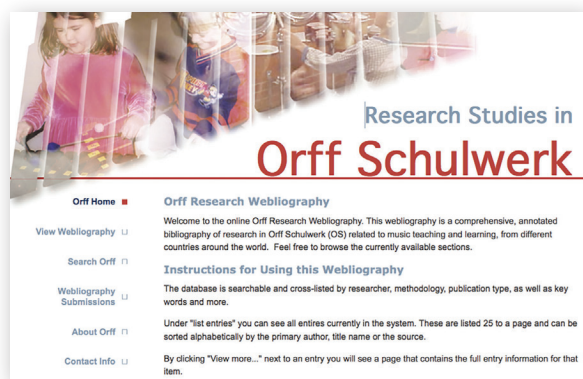 Research Studies in
Orff Schulwerk
Orff Home
View Webliography
Search Orff
Webliography
Submissions
About Orff
Contact Info
Orff Research Webliography
Welcome to the online Orff Research Webliography. This webliography is a comprehensive, annotated
bibliography of research in Orff Schulwerk (OS) related to music teaching and learning, from different
countries around the world. Feel free to browse the currently available sections.
Instructions for Using this Webliography
The database is searchable and cross-listed by researcher, methodology, publication type, as well as key
words and more.
Under "list entries" you can see all entires currently in the system. These are listed 25 to a page and can be
sorted alphabetically by the primary author, title name or the source.
By clicking "View more..." next to an entry you will see a page that contains the full entry information for that
item.